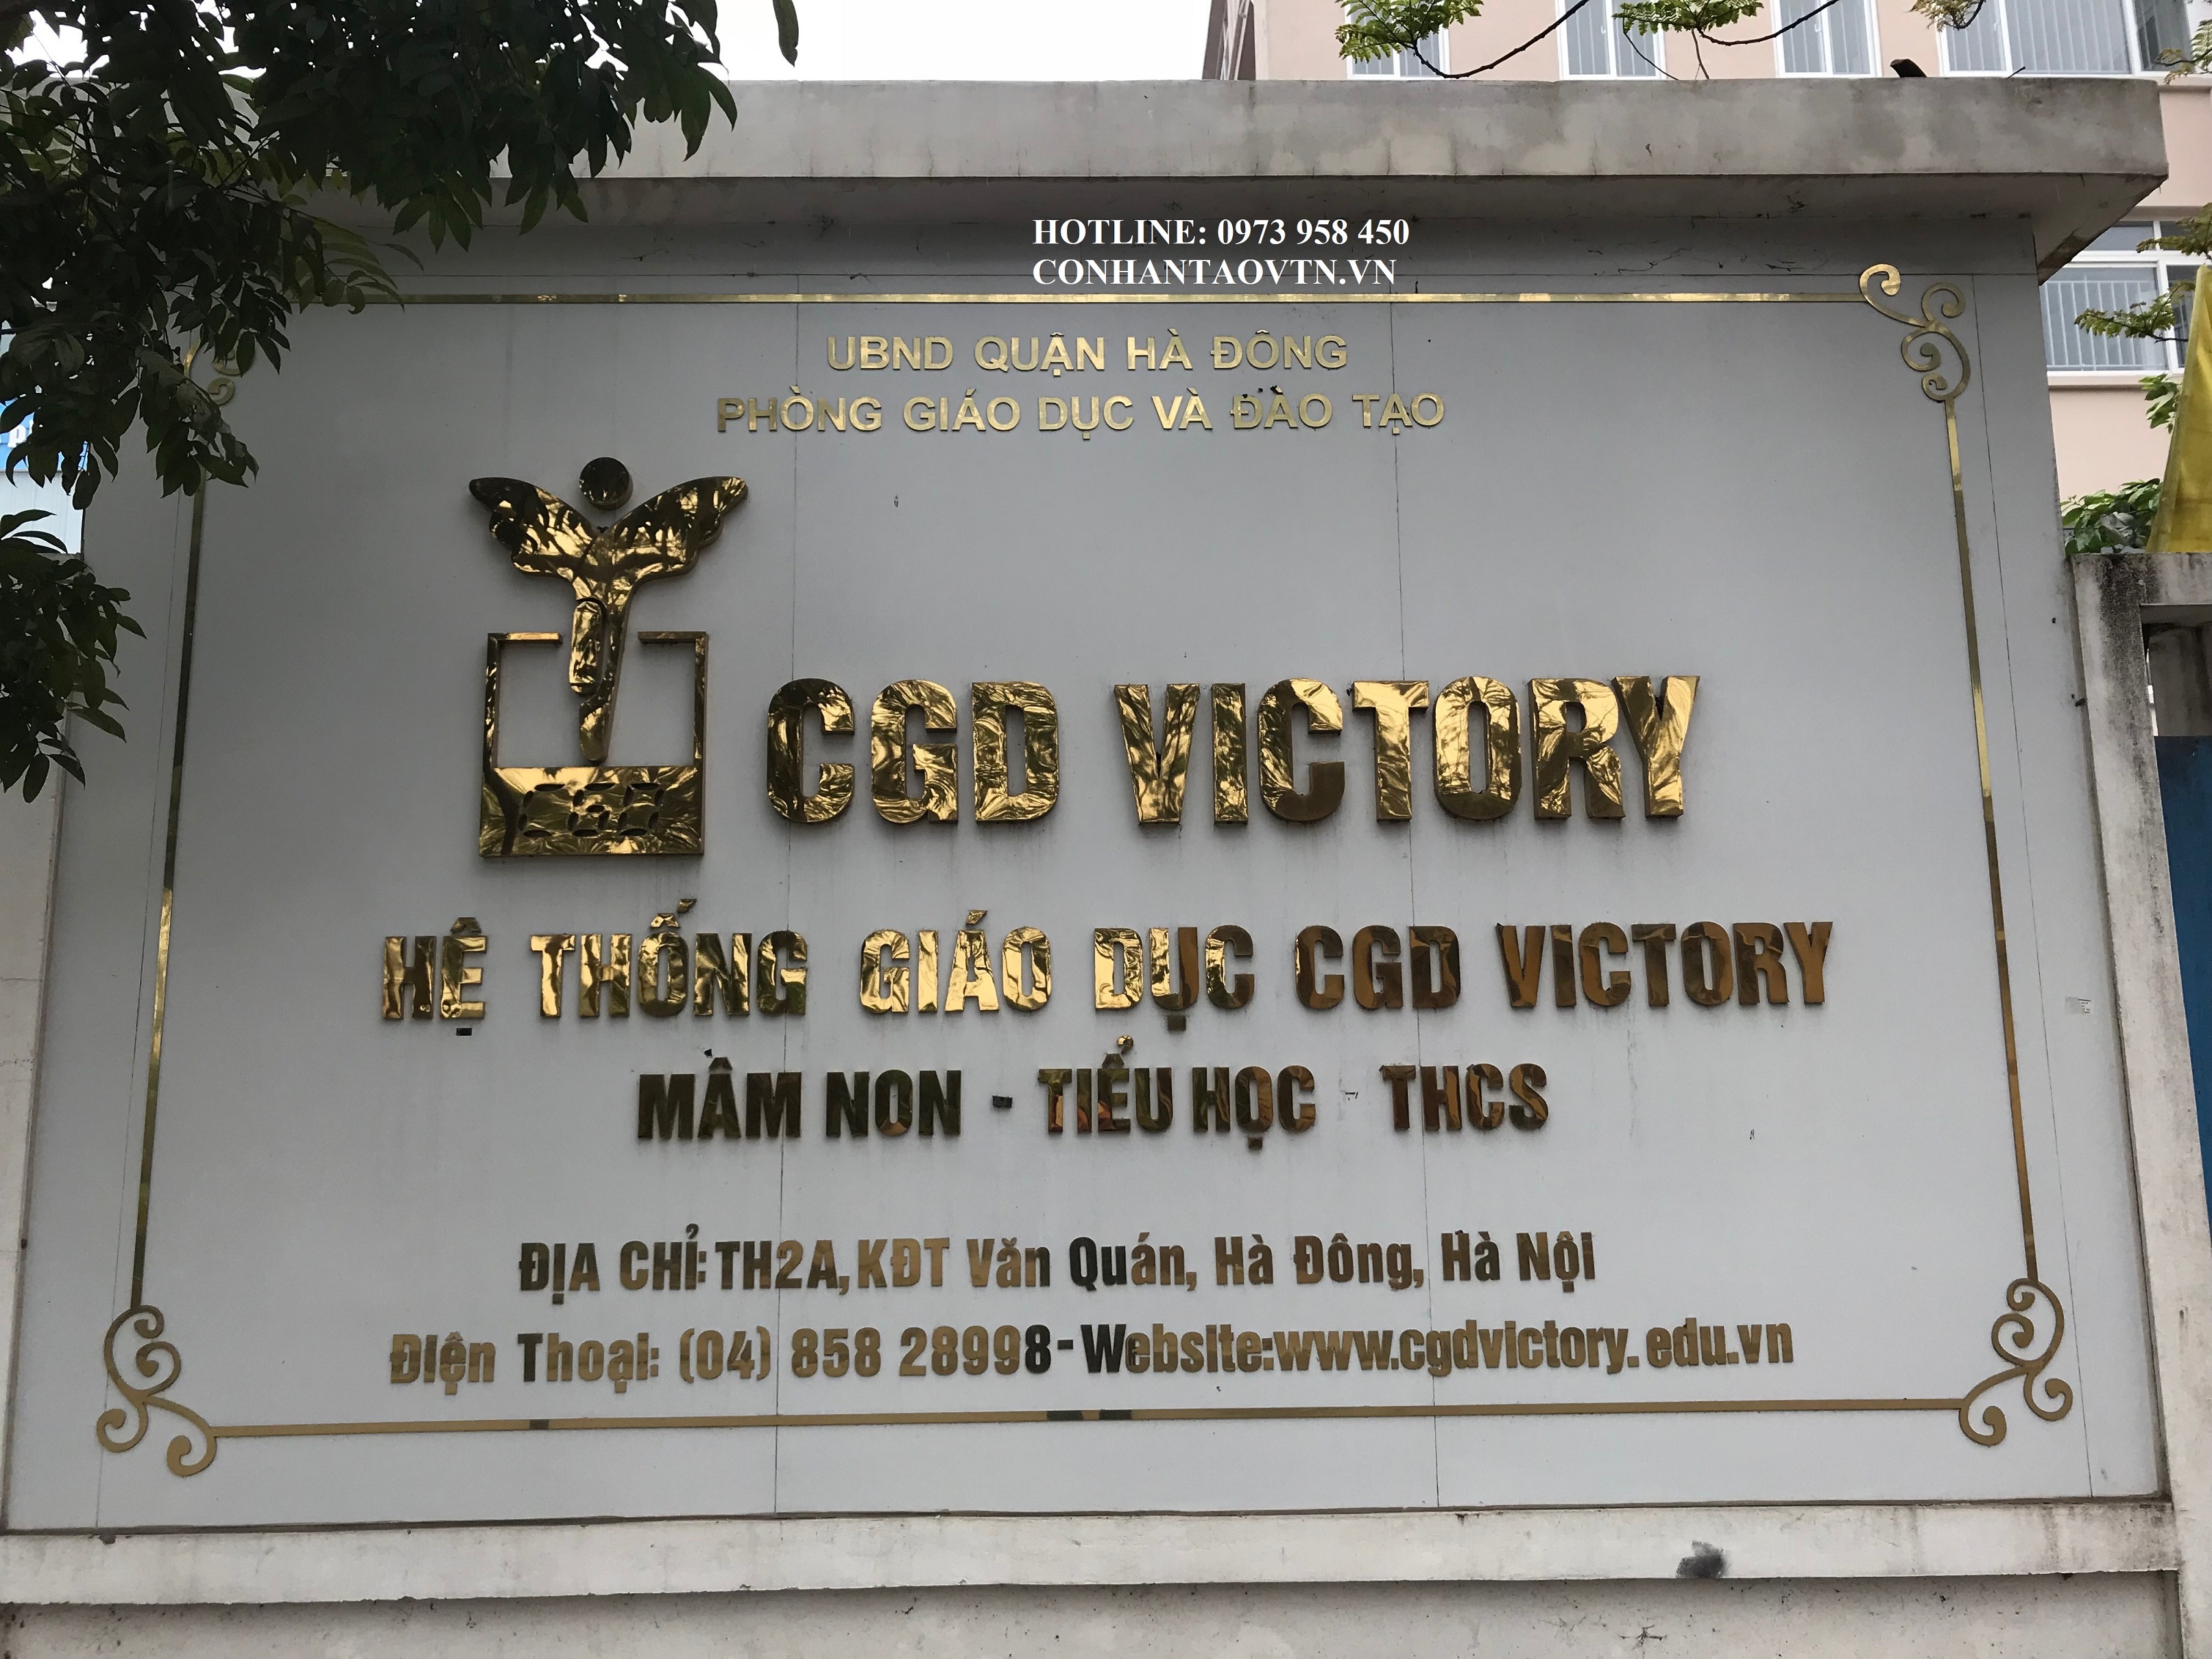 HOTLINE: 0973 958 450
CONHANTAOVTN.VN
UBND QUẬN HÀ ĐÔNG
PHÒNG GIÁO DỤC VÀ ĐÀO TẠO
CGD
CGD VICTORY
HỆ THỐNG GIÁO DỤC CGD VICTORY
MẦM NON - TIỂU HỌC - THCS
ĐỊA CHỈ: TH2A, KĐT Văn Quán, Hà Đông, Hà Nội
Điện Thoại: (04) 858 28998 - Website:www.cgdvictory.edu.vn